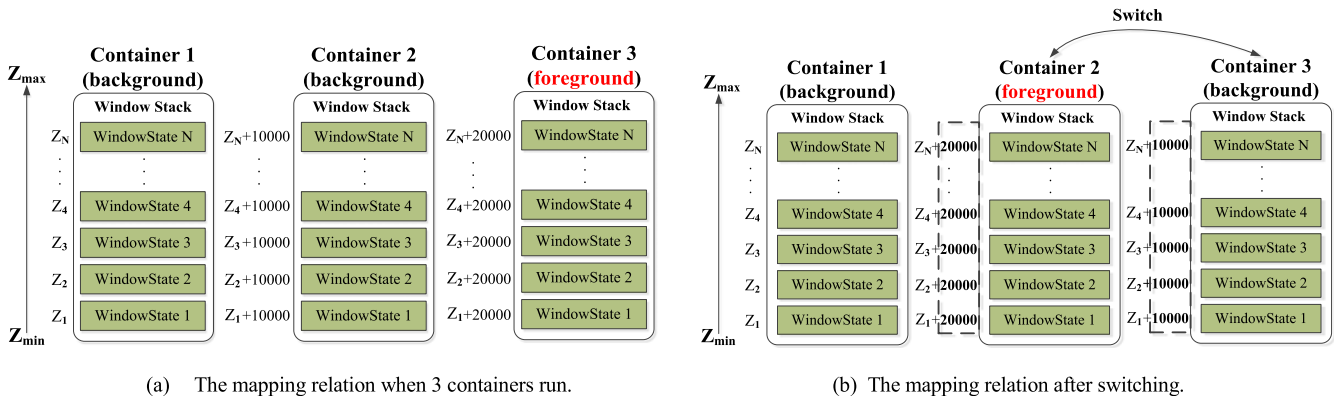 Container 1
(background)
Container 2
(background)
Container 3
(foreground)
Zmax
Zmin
Window Stack
ZN
WindowState N
Z4
WindowState 4
Z3
WindowState 3
Z2
WindowState 2
Z1
WindowState 1
Window Stack
ZN+10000
WindowState N
Z4+10000
WindowState 4
Z3+10000
WindowState 3
Z2+10000
WindowState 2
Z1+10000
WindowState 1
Window Stack
ZN+20000
WindowState N
Z4+20000
WindowState 4
Z3+20000
WindowState 3
Z2+20000
WindowState 2
Z1+20000
WindowState 1
(a) The mapping relation when 3 containers run.
Switch
Container 1
(background)
Container 2
(foreground)
Container 3
(background)
Zmax
Zmin
Window Stack
ZN
WindowState N
Z4
WindowState 4
Z3
WindowState 3
Z2
WindowState 2
Z1
WindowState 1
Window Stack
ZN+20000
WindowState N
Z4+20000
WindowState 4
Z3+20000
WindowState 3
Z2+20000
WindowState 2
Z1+20000
WindowState 1
Window Stack
ZN+10000
WindowState N
Z4+10000
WindowState 4
Z3+10000
WindowState 3
Z2+10000
WindowState 2
Z1+10000
WindowState 1
(b) The mapping relation after switching.